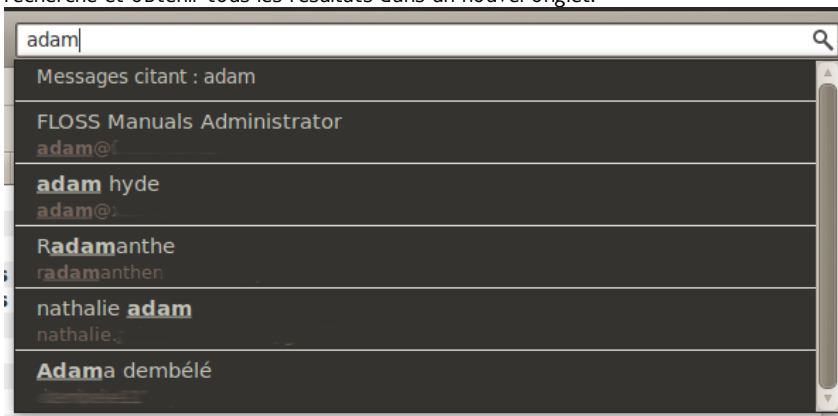 recherche et obtenir tous les résultats dans un nouvel onglet.
adam
Messages citant : adam
FLOSS Manuals Administrator
adam@
adam hyde
adam@
Radamanthe
radamanther
nathalie adam
nathalie.
Adama dembélé